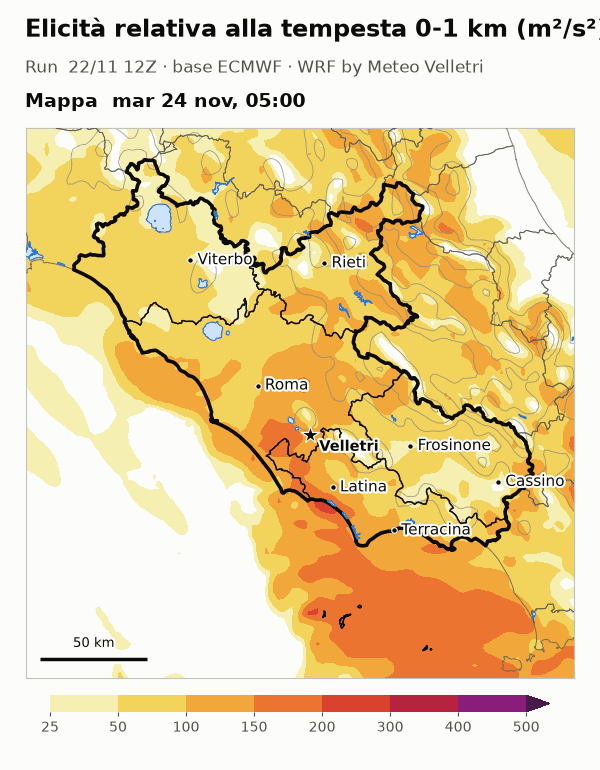 Elicità relativa alla tempesta 0-1 km (m²/s²)
Run 22/11 12Z · base ECMWF · WRF by Meteo Velletri
Mappa mar 24 nov, 05:00
Viterbo
Rieti
Roma
Velletri
Frosinone
Latina
Cassino
Terracina
50 km
25 50 100 150 200 300 400 500